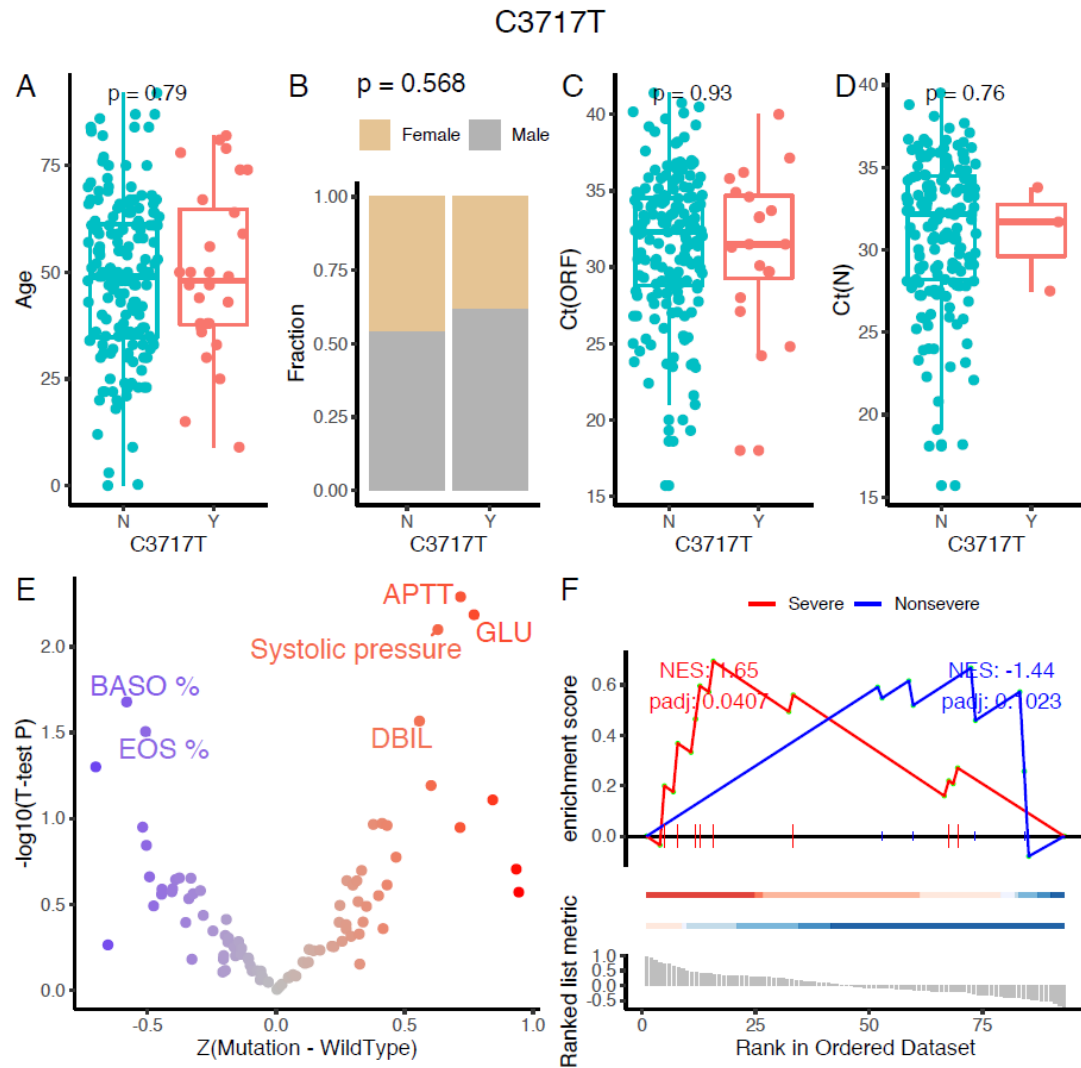 C3717T
A
p = 0.79
Age
75
50
25
0
N
Y
C3717T
B
p = 0.568
Female
Male
Fraction
1.00
0.75
0.50
0.25
0.00
N
Y
C3717T
C
p = 0.93
Ct(ORF)
40
35
30
25
20
15
N
Y
C3717T
D
p = 0.76
Ct(N)
40
35
30
25
20
15
N
Y
C3717T
E
APTT
GLU
Systolic pressure
BASO %
EOS %
DBIL
-log10(T-test P)
2.0
1.5
1.0
0.5
0.0
-0.5
0.0
0.5
1.0
Z(Mutation - WildType)
F
Severe
Nonsevere
NES: 1.65
padj: 0.0407
NES: -1.44
padj: 0.1023
enrichment score
0.6
0.4
0.2
0.0
Ranked list metric
1.0
0.5
0.0
-0.5
0
25
50
75
Rank in Ordered Dataset